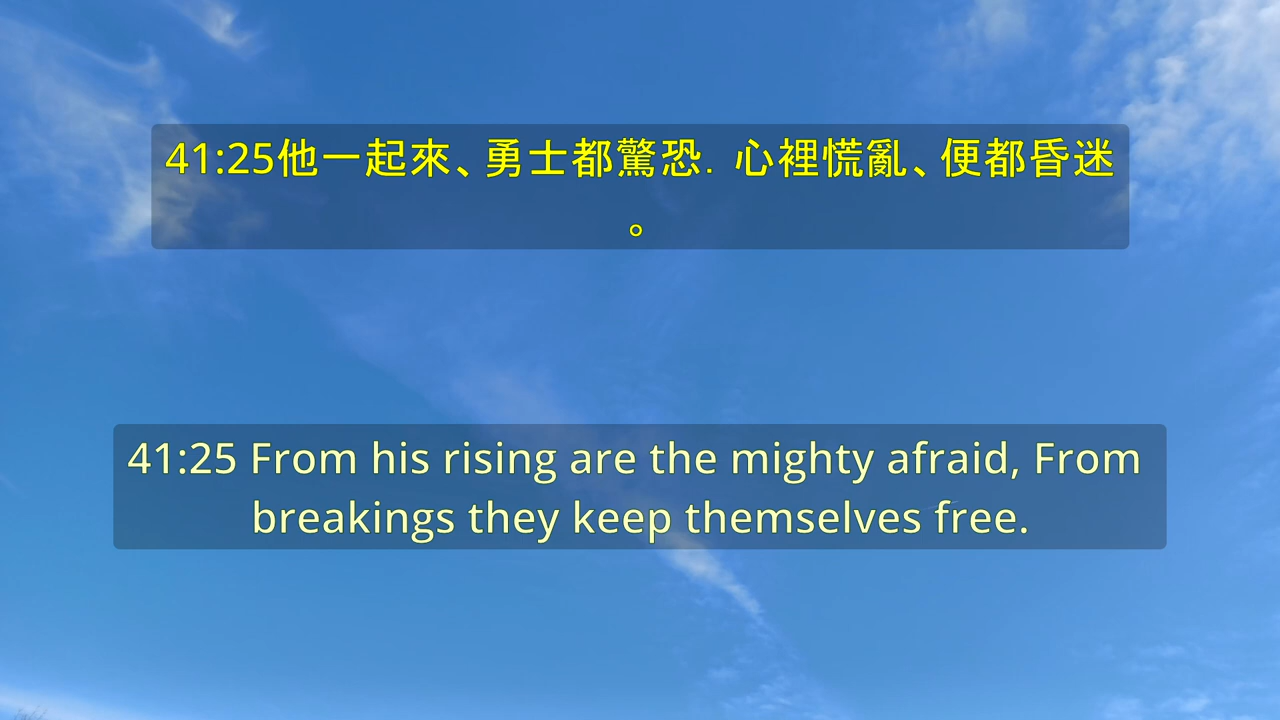 41:25他一起來、勇士都驚恐．心裡慌亂、便都昏迷
。
41:25 From his rising are the mighty afraid, From
breakings they keep themselves free.